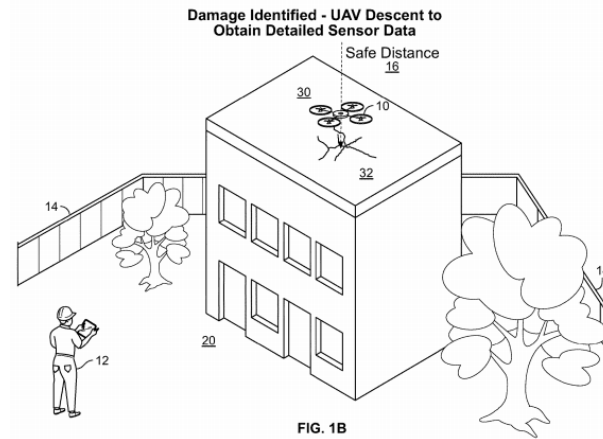 Damage Identified - UAV Descent to
Obtain Detailed Sensor Data
Safe Distance
16
30
10
32
14
12
20
FIG. 1B